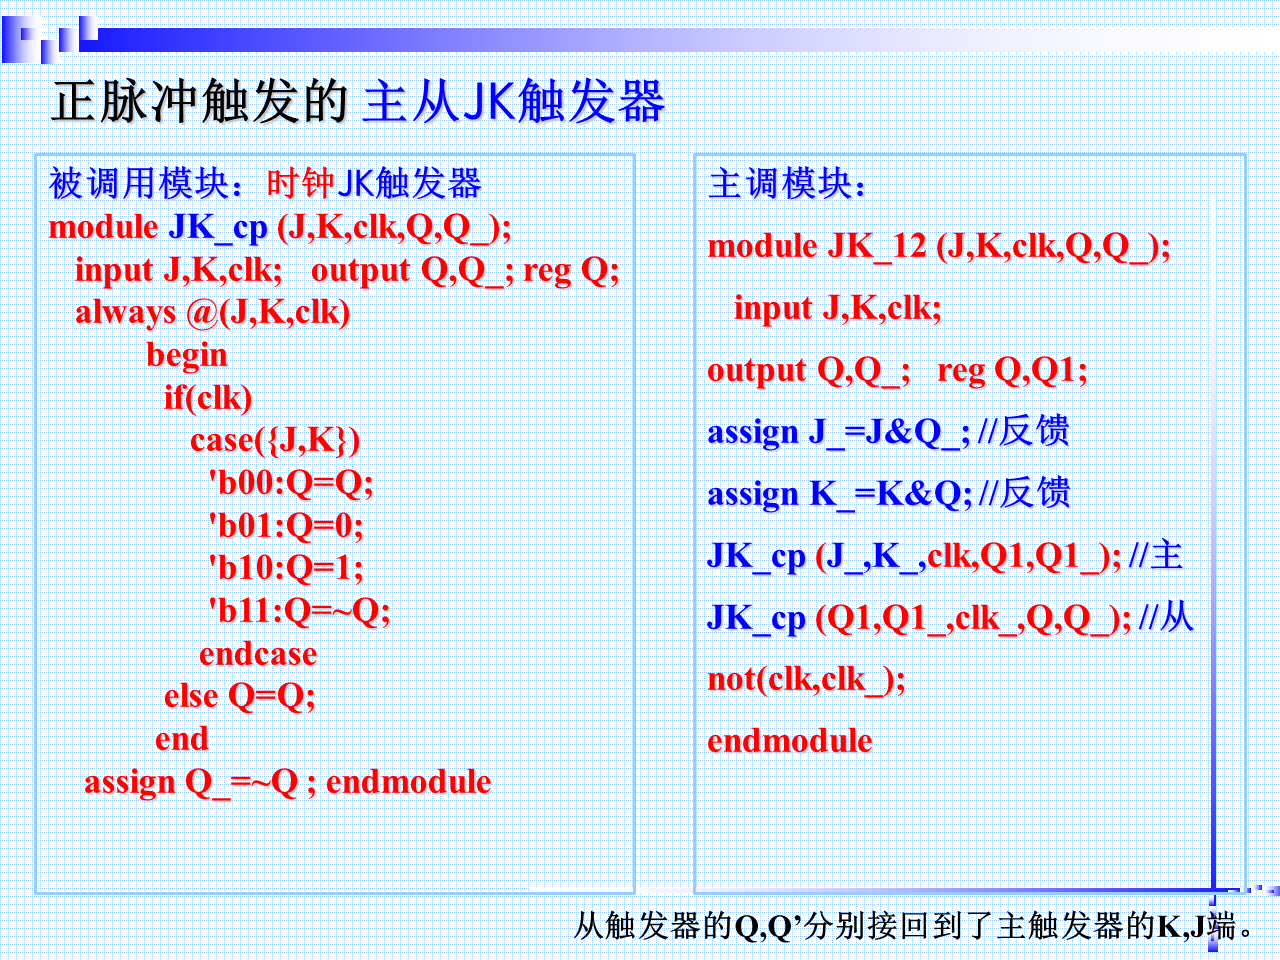 正脉冲触发的 主从JK触发器
被调用模块：时钟JK触发器
module JK_cp (J,K,clk,Q,Q_);
input J,K,clk; output Q,Q_; reg Q;
always @(J,K,clk)
begin
if(clk)
case({J,K})
'b00:Q=Q;
'b01:Q=0;
'b10:Q=1;
'b11:Q=~Q;
endcase
else Q=Q;
end
assign Q_=~Q ; endmodule
主调模块：
module JK_12 (J,K,clk,Q,Q_);
input J,K,clk;
output Q,Q_; reg Q,Q1;
assign J_=J&Q_; //反馈
assign K_=K&Q; //反馈
JK_cp (J_,K_,clk,Q1,Q1_); //主
JK_cp (Q1,Q1_,clk_,Q,Q_); //从
not(clk,clk_);
endmodule
从触发器的Q,Q’分别接回到了主触发器的K,J端。